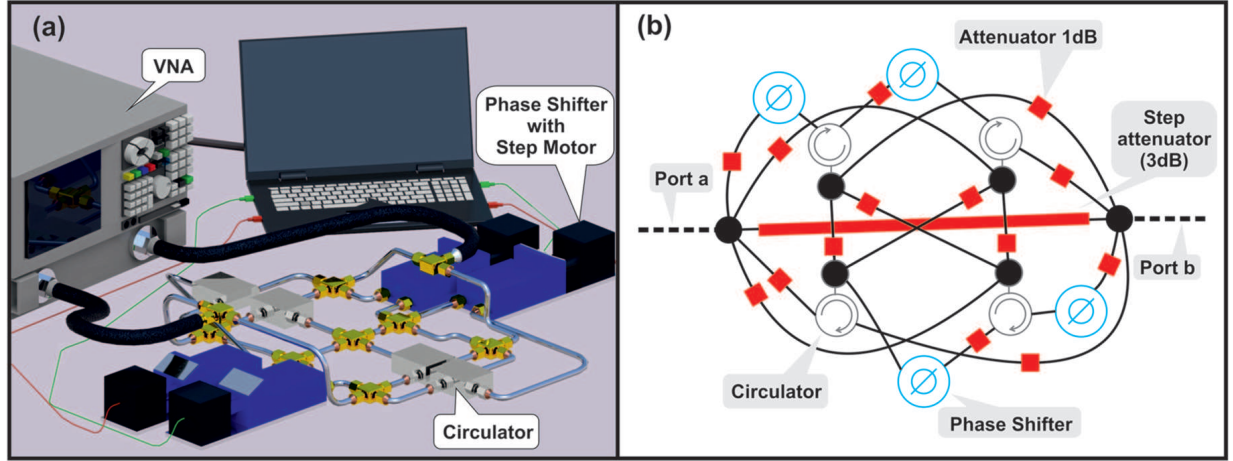 (a)
VNA
Phase Shifter
with
Step Motor
Circulator
(b)
Attenuator 1dB
Step
attenuator
(3dB)
Port a
Port b
Circulator
Phase Shifter